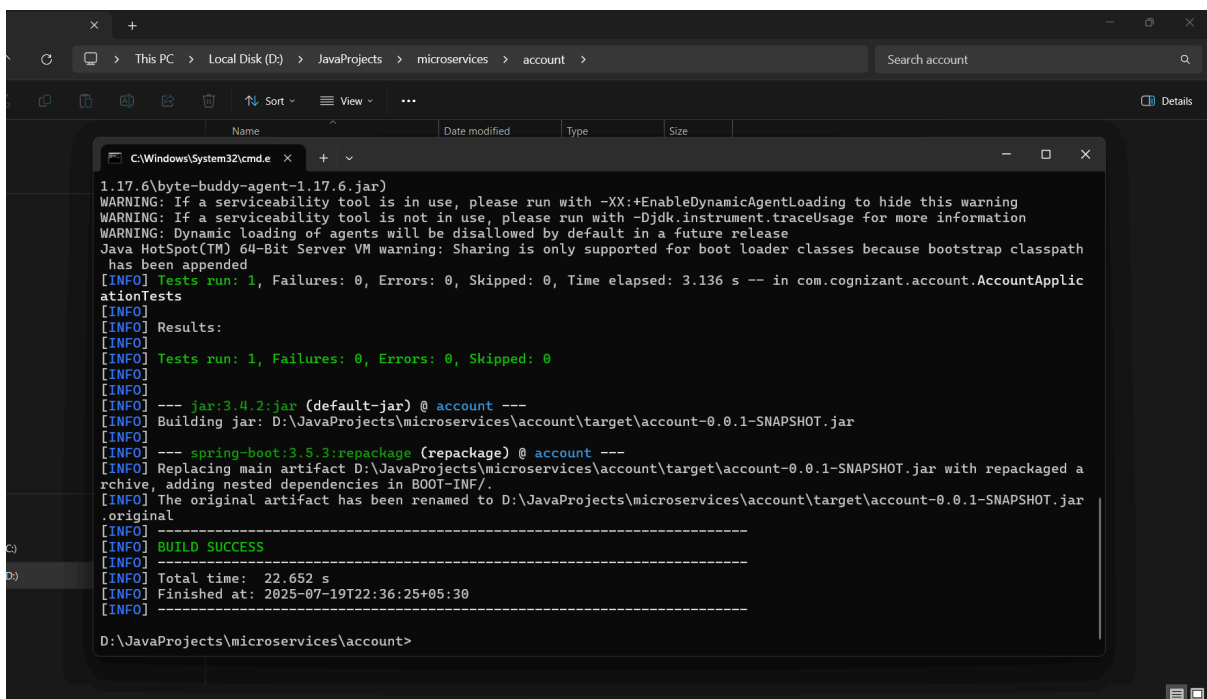 This PC > Local Disk (D:) > JavaProjects > microservices > account >
Search account
Sort
View
Details
Name
Date modified
Type
Size
C:\Windows\System32\cmd.e
1.17.6\byte-buddy-agent-1.17.6.jar)
WARNING: If a serviceability tool is in use, please run with -XX:+EnableDynamicAgentLoading to hide this warning
WARNING: If a serviceability tool is not in use, please run with -Djdk.instrument.traceUsage for more information
WARNING: Dynamic loading of agents will be disallowed by default in a future release
Java HotSpot(TM) 64-Bit Server VM warning: Sharing is only supported for boot loader classes because bootstrap classpath
 has been appended
[INFO] Tests run: 1, Failures: 0, Errors: 0, Skipped: 0, Time elapsed: 3.136 s -- in com.cognizant.account.AccountApplic
ationTests
[INFO]
[INFO] Results:
[INFO]
[INFO] Tests run: 1, Failures: 0, Errors: 0, Skipped: 0
[INFO]
[INFO]
[INFO] --- jar:3.4.2:jar (default-jar) @ account ---
[INFO] Building jar: D:\JavaProjects\microservices\account\target\account-0.0.1-SNAPSHOT.jar
[INFO]
[INFO] --- spring-boot:3.5.3:repackage (repackage) @ account ---
[INFO] Replacing main artifact D:\JavaProjects\microservices\account\target\account-0.0.1-SNAPSHOT.jar with repackaged a
rchive, adding nested dependencies in BOOT-INF/.
[INFO] The original artifact has been renamed to D:\JavaProjects\microservices\account\target\account-0.0.1-SNAPSHOT.jar
.original
[INFO] ------------------------------------------------------------------------
[INFO] BUILD SUCCESS
[INFO] ------------------------------------------------------------------------
[INFO] Total time:  22.652 s
[INFO] Finished at: 2025-07-19T22:36:25+05:30
[INFO] ------------------------------------------------------------------------
D:\JavaProjects\microservices\account>
C:)
D:)